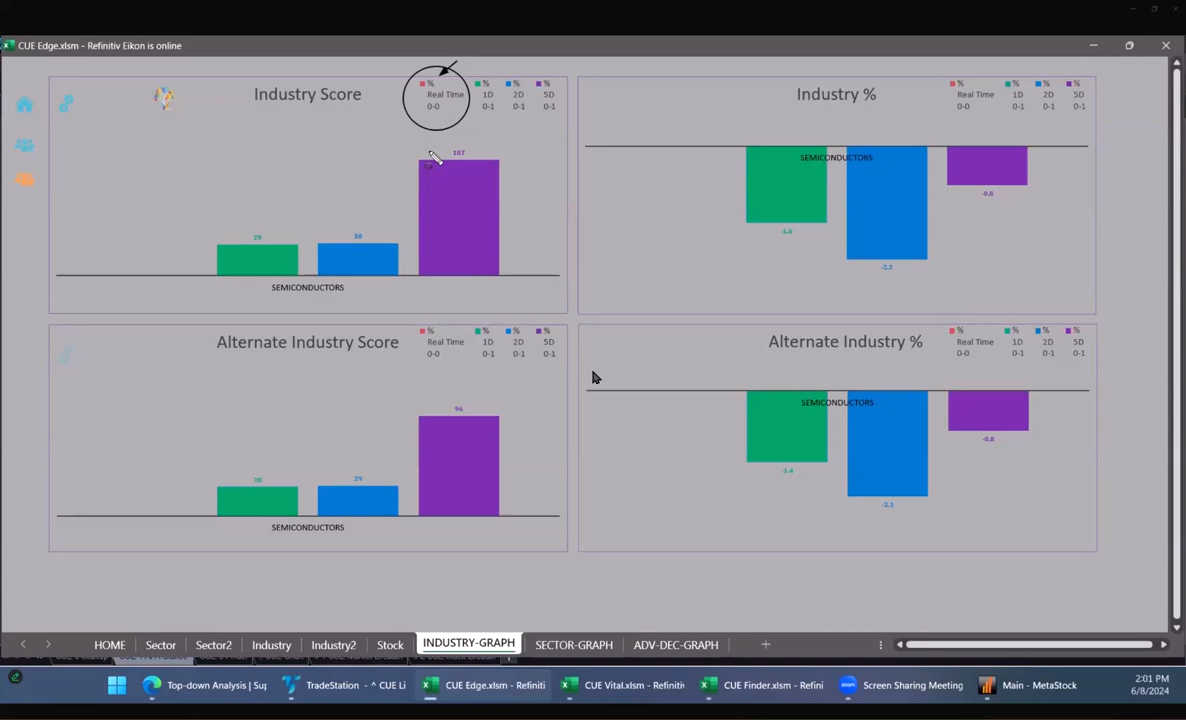 CUE Edge.xlsm - Refinitiv Eikon is online
Industry Score
% % % %
Real Time 1D 2D 5D
0-0 0-1 0-1 0-1
107
29
30
SEMICONDUCTORS
Industry %
% % % %
Real Time 1D 2D 5D
0-0 0-1 0-1 0-1
SEMICONDUCTORS
-0.8
Alternate Industry Score
% % % %
Real Time 1D 2D 5D
0-0 0-1 0-1 0-1
96
28
29
SEMICONDUCTORS
Alternate Industry %
% % % %
Real Time 1D 2D 5D
0-0 0-1 0-1 0-1
SEMICONDUCTORS
-0.8
-1.4
-2.1
HOME Sector Sector2 Industry Industry2 Stock INDUSTRY-GRAPH SECTOR-GRAPH ADV-DEC-GRAPH
Top-down Analysis | Sup TradeStation - ^ CUE Li CUE Edge.xlsm - Refiniti CUE Vital.xlsm - Refinitiv CUE Finder.xlsm - Refini zoom Screen Sharing Meeting Main - MetaStock
2:01 PM
6/8/2024